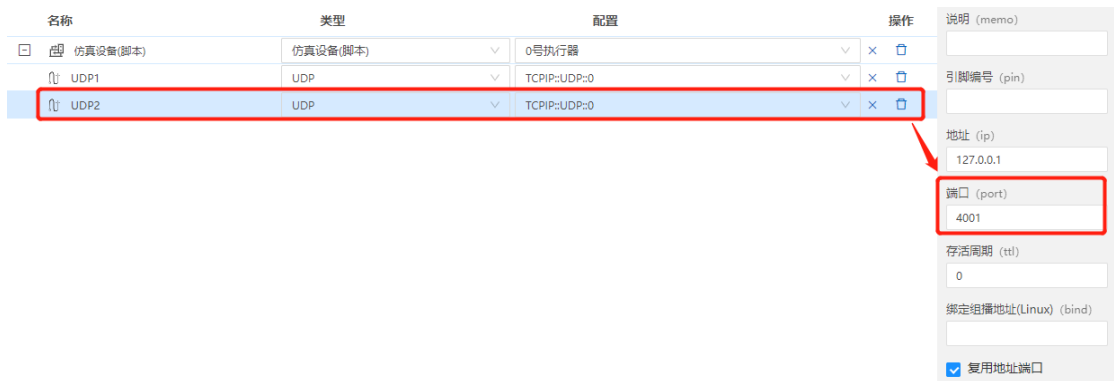 名称 类型 配置 操作
仿真设备(脚本) 仿真设备(脚本) 0号执行器
UDP1 UDP TCPIP::UDP::0
UDP2 UDP TCPIP::UDP::0
说明 (memo)
引脚编号 (pin)
地址 (ip)
127.0.0.1
端口 (port)
4001
存活周期 (ttl)
0
绑定组播地址(Linux) (bind)
复用地址端口